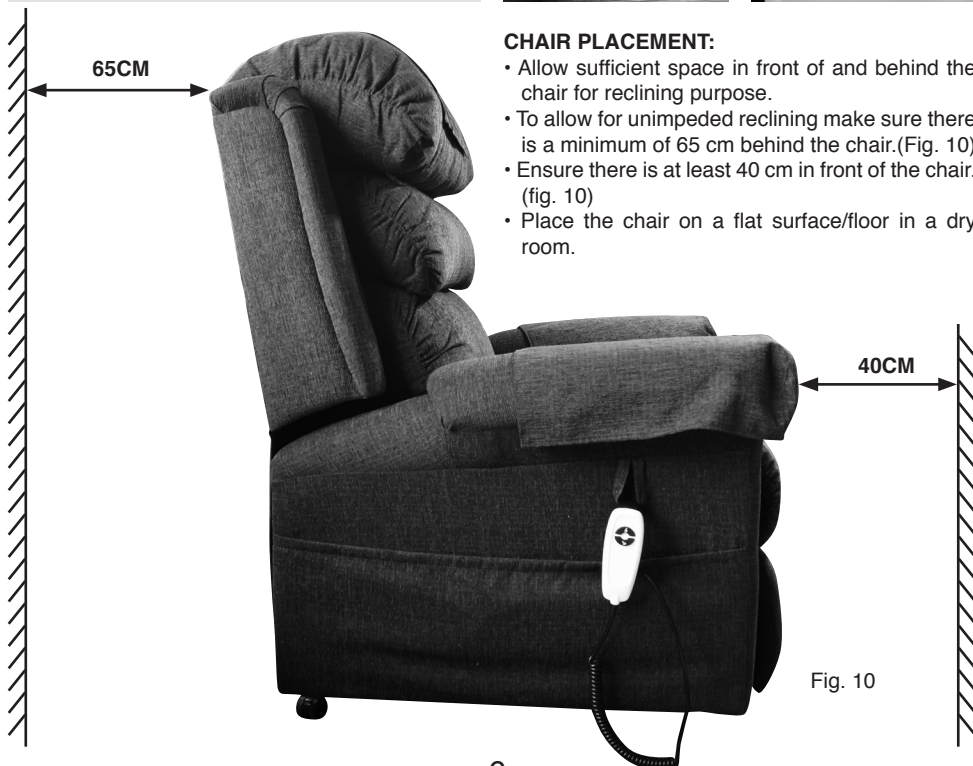 CHAIR PLACEMENT:
• Allow sufficient space in front of and behind the
chair for reclining purpose.
• To allow for unimpeded reclining make sure there
is a minimum of 65 cm behind the chair.(Fig. 10)
• Ensure there is at least 40 cm in front of the chair.
(fig. 10)
• Place the chair on a flat surface/floor in a dry
room.
65CM
40CM
Fig. 10